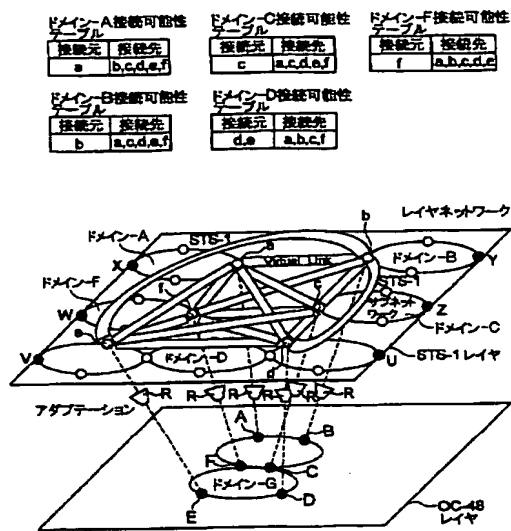 ドメイン-A接続可能性テーブル
接続元 接続先
a b,c,d,e,f
ドメイン-C接続可能性テーブル
接続元 接続先
c a,c,d,e,f
ドメイン-F接続可能性テーブル
接続元 接続先
f a,b,c,d,e
ドメイン-B接続可能性テーブル
接続元 接続先
b a,c,d,e,f
ドメイン-D接続可能性テーブル
接続元 接続先
d,e a,b,c,f
ドメイン-A
STS-1
a
b
レイヤネットワーク
X
Virtual Link
ドメイン-B
Y
ドメイン-F
f
c
STS-1
サブネットワーク
W
Z
e
ドメイン-C
V
ドメイン-D
d
U
STS-1レイヤ
アダプテーション
R
R
R
R
R
R
A
B
F
C
ドメイン-G
E
D
OC-48レイヤ